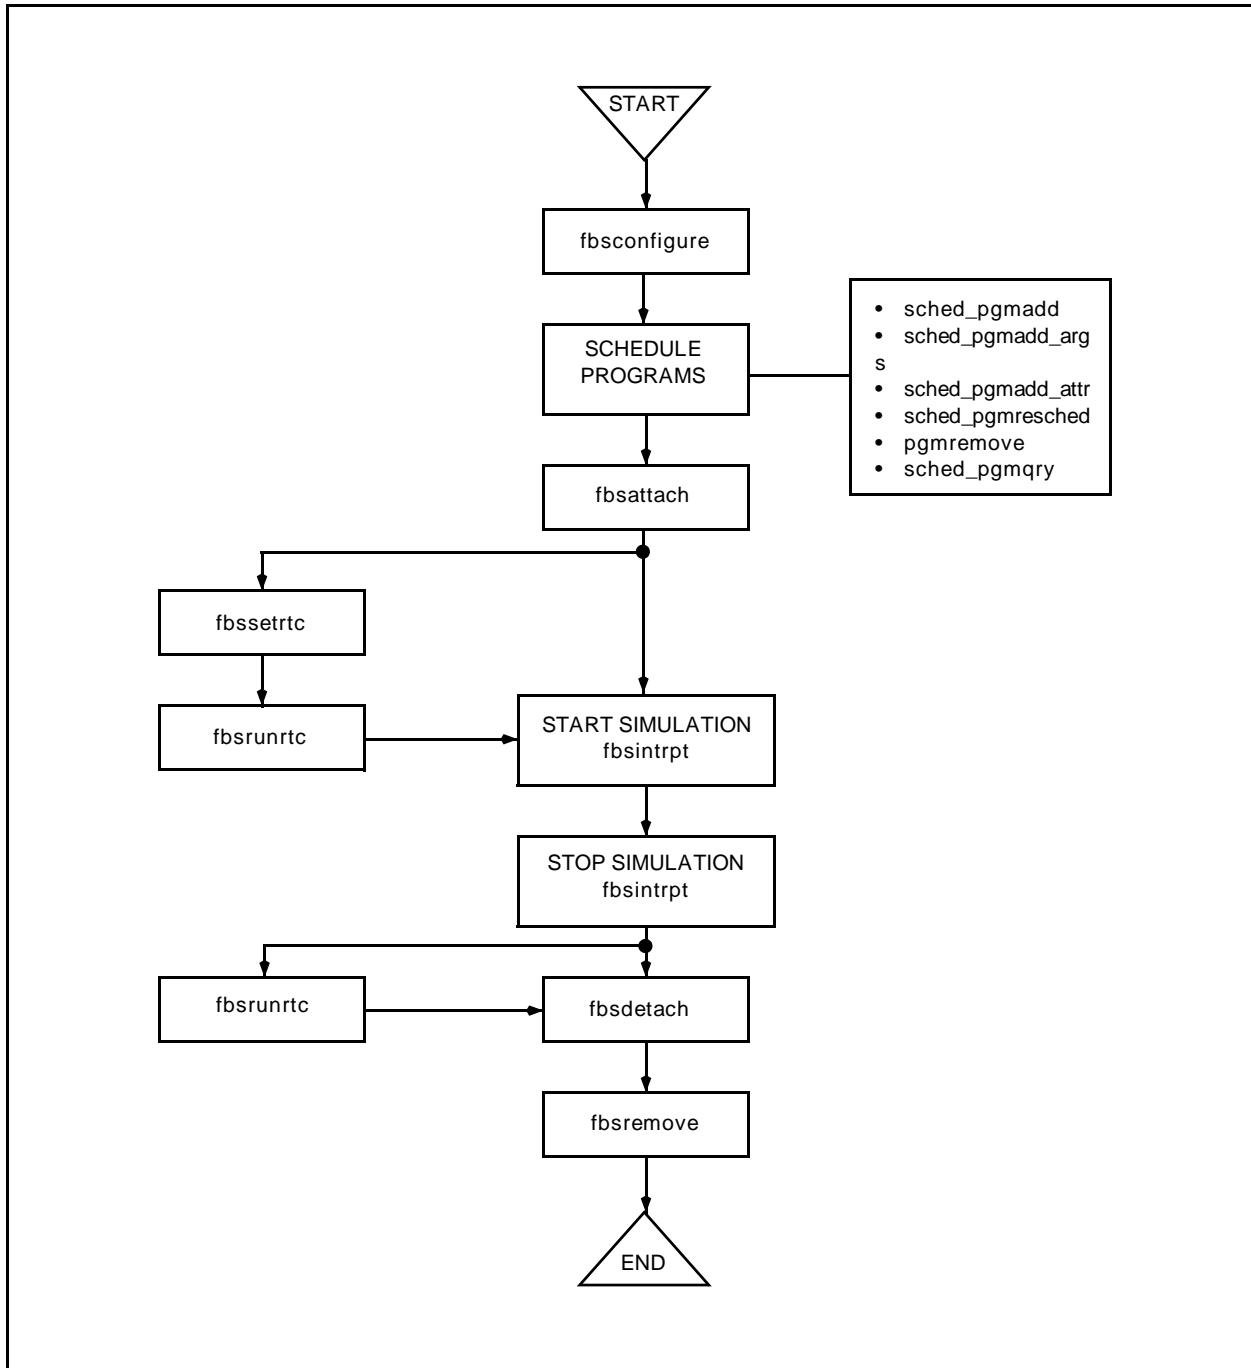 START
fbsconfigure
SCHEDULE
PROGRAMS
• sched_pgmadd
• sched_pgmadd_arg
s
• sched_pgmadd_attr
• sched_pgmresched
• pgmremove
• sched_pgmqry
fbsattach
fbssetrtc
fbsrunrtc
START SIMULATION
fbsintrpt
STOP SIMULATION
fbsintrpt
fbsrunrtc
fbsdetach
fbsremove
END